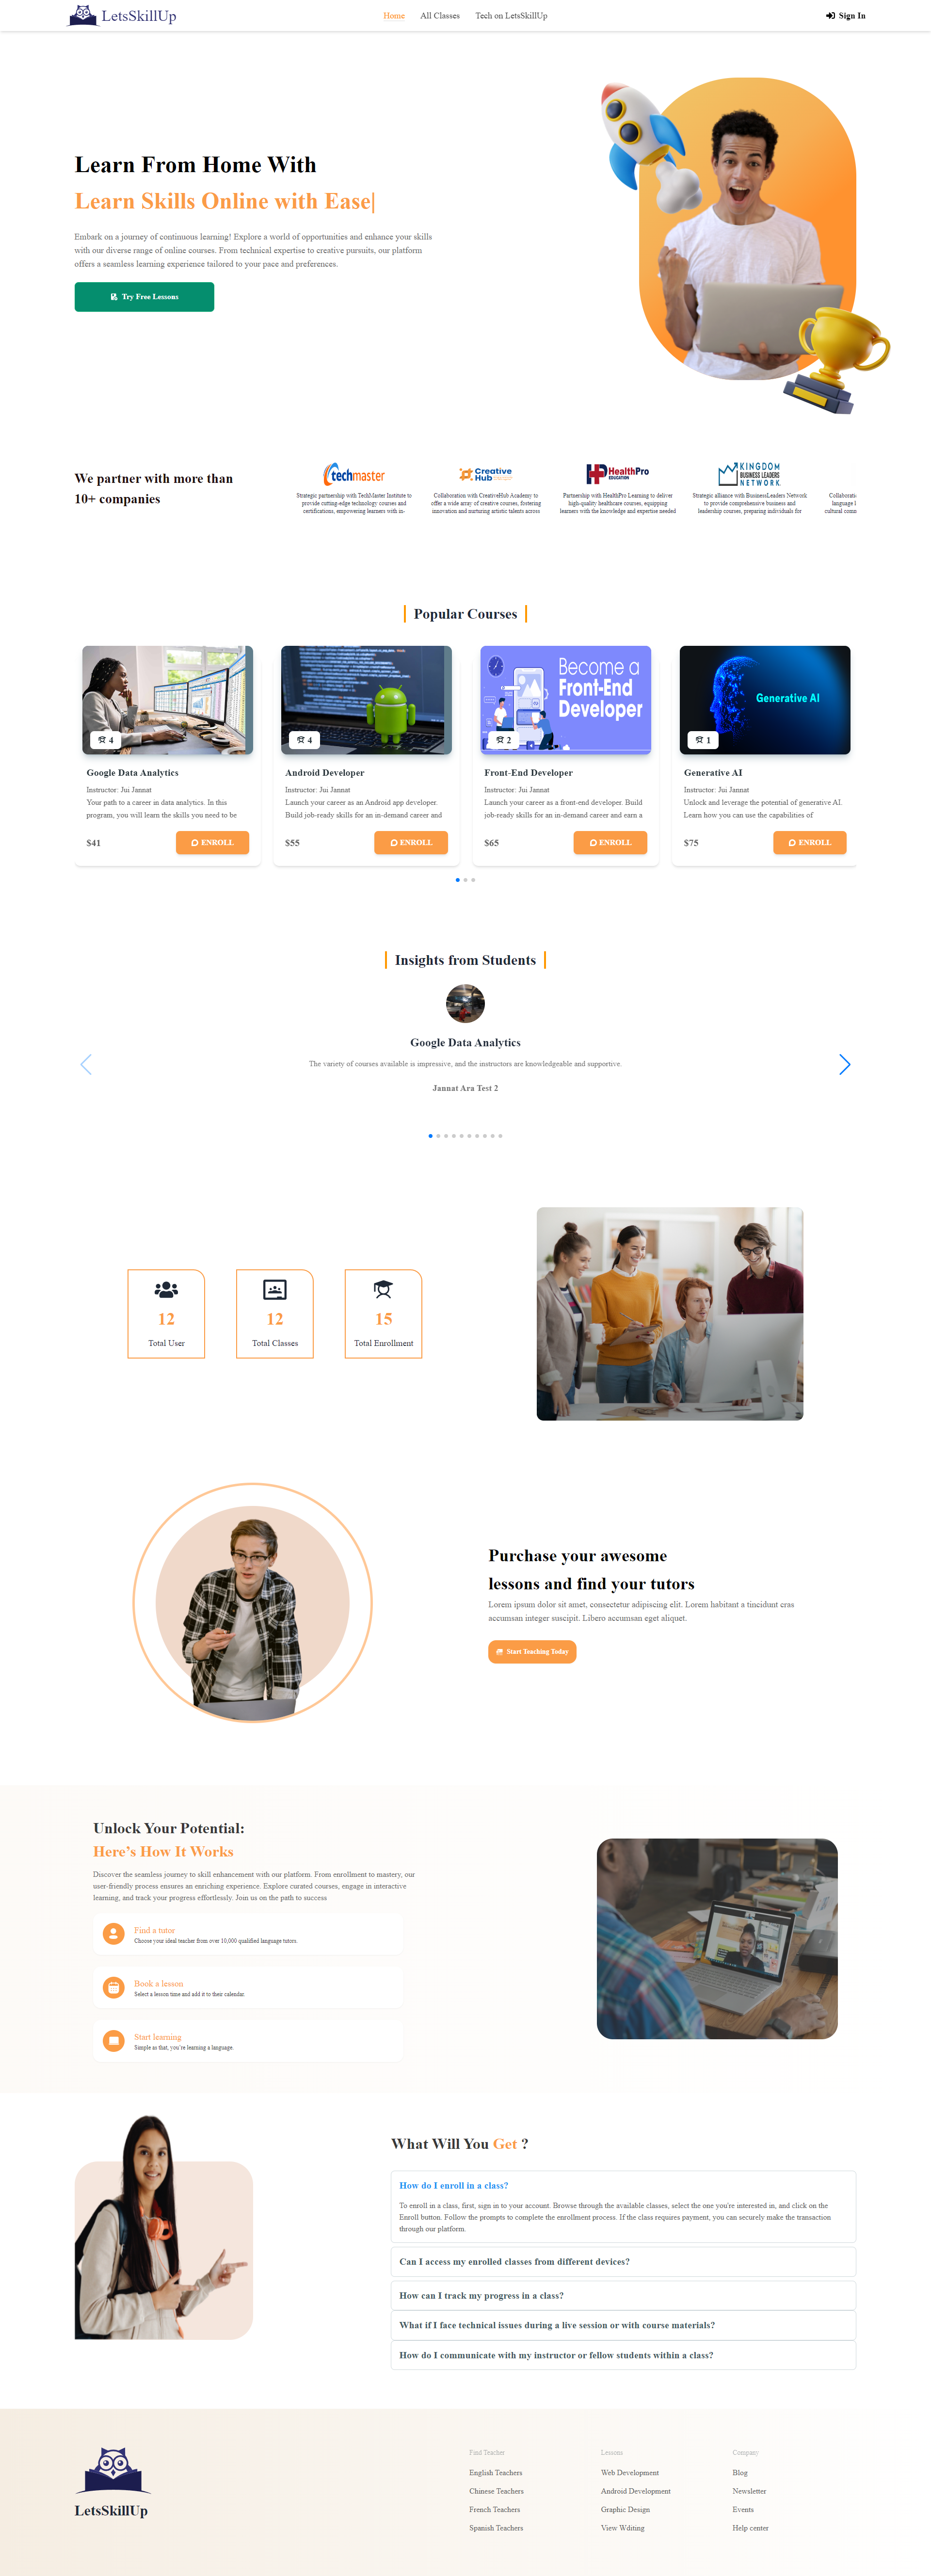 LetsSkillUp
Home
All Classes
Tech on LetsSkillUp
Sign In
Learn From Home With
Learn Skills Online with Ease|
Embark on a journey of continuous learning! Explore a world of opportunities and enhance your skills
with our diverse range of online courses. From technical expertise to creative pursuits, our platform
offers a seamless learning experience tailored to your pace and preferences.
Try Free Lessons
We partner with more than
10+ companies
techmaster
Strategic partnership with TechMaster Institute to
provide cutting-edge technology courses and
certifications, empowering learners with in-
Creative
Hub
Collaboration with CreativeHub Academy to
offer a wide array of creative courses, fostering
innovation and nurturing artistic talents across
HealthPro
EDUCATION
Partnership with HealthPro Learning to deliver
high-quality healthcare courses, equipping
learners with the knowledge and expertise needed
KINGDOM
BUSINESS LEADERS
NETWORK
Strategic alliance with BusinessLeaders Network
to provide comprehensive business and
leadership courses, preparing individuals for
Collaborati
language l
cultural comm
Popular Courses
4
Google Data Analytics
Instructor: Jui Jannat
Your path to a career in data analytics. In this
program, you will learn the skills you need to be
$41
ENROLL
4
Android Developer
Instructor: Jui Jannat
Launch your career as an Android app developer.
Build job-ready skills for an in-demand career and
$55
ENROLL
Become a
Front-End
Developer
2
Front-End Developer
Instructor: Jui Jannat
Launch your career as a front-end developer. Build
job-ready skills for an in-demand career and earn a
$65
ENROLL
Generative AI
1
Generative AI
Instructor: Jui Jannat
Unlock and leverage the potential of generative AI.
Learn how you can use the capabilities of
$75
ENROLL
Insights from Students
Google Data Analytics
The variety of courses available is impressive, and the instructors are knowledgeable and supportive.
Jannat Ara Test 2
12
Total User
12
Total Classes
15
Total Enrollment
Purchase your awesome
lessons and find your tutors
Lorem ipsum dolor sit amet, consectetur adipiscing elit. Lorem habitant a tincidunt cras
accumsan integer suscipit. Libero accumsan eget aliquet.
Start Teaching Today
Unlock Your Potential:
Here's How It Works
Discover the seamless journey to skill enhancement with our platform. From enrollment to mastery, our
user-friendly process ensures an enriching experience. Explore curated courses, engage in interactive
learning, and track your progress effortlessly. Join us on the path to success
Find a tutor
Choose your ideal teacher from over 10,000 qualified language tutors.
Book a lesson
Select a lesson time and add it to their calendar.
Start learning
Simple as that, you're learning a language.
What Will You Get ?
How do I enroll in a class?
To enroll in a class, first, sign in to your account. Browse through the available classes, select the one you're interested in, and click on the
Enroll button. Follow the prompts to complete the enrollment process. If the class requires payment, you can securely make the transaction
through our platform.
Can I access my enrolled classes from different devices?
How can I track my progress in a class?
What if I face technical issues during a live session or with course materials?
How do I communicate with my instructor or fellow students within a class?
LetsSkillUp
Find Teacher
English Teachers
Chinese Teachers
French Teachers
Spanish Teachers
Lessons
Web Development
Android Development
Graphic Design
View Wditing
Company
Blog
Newsletter
Events
Help center